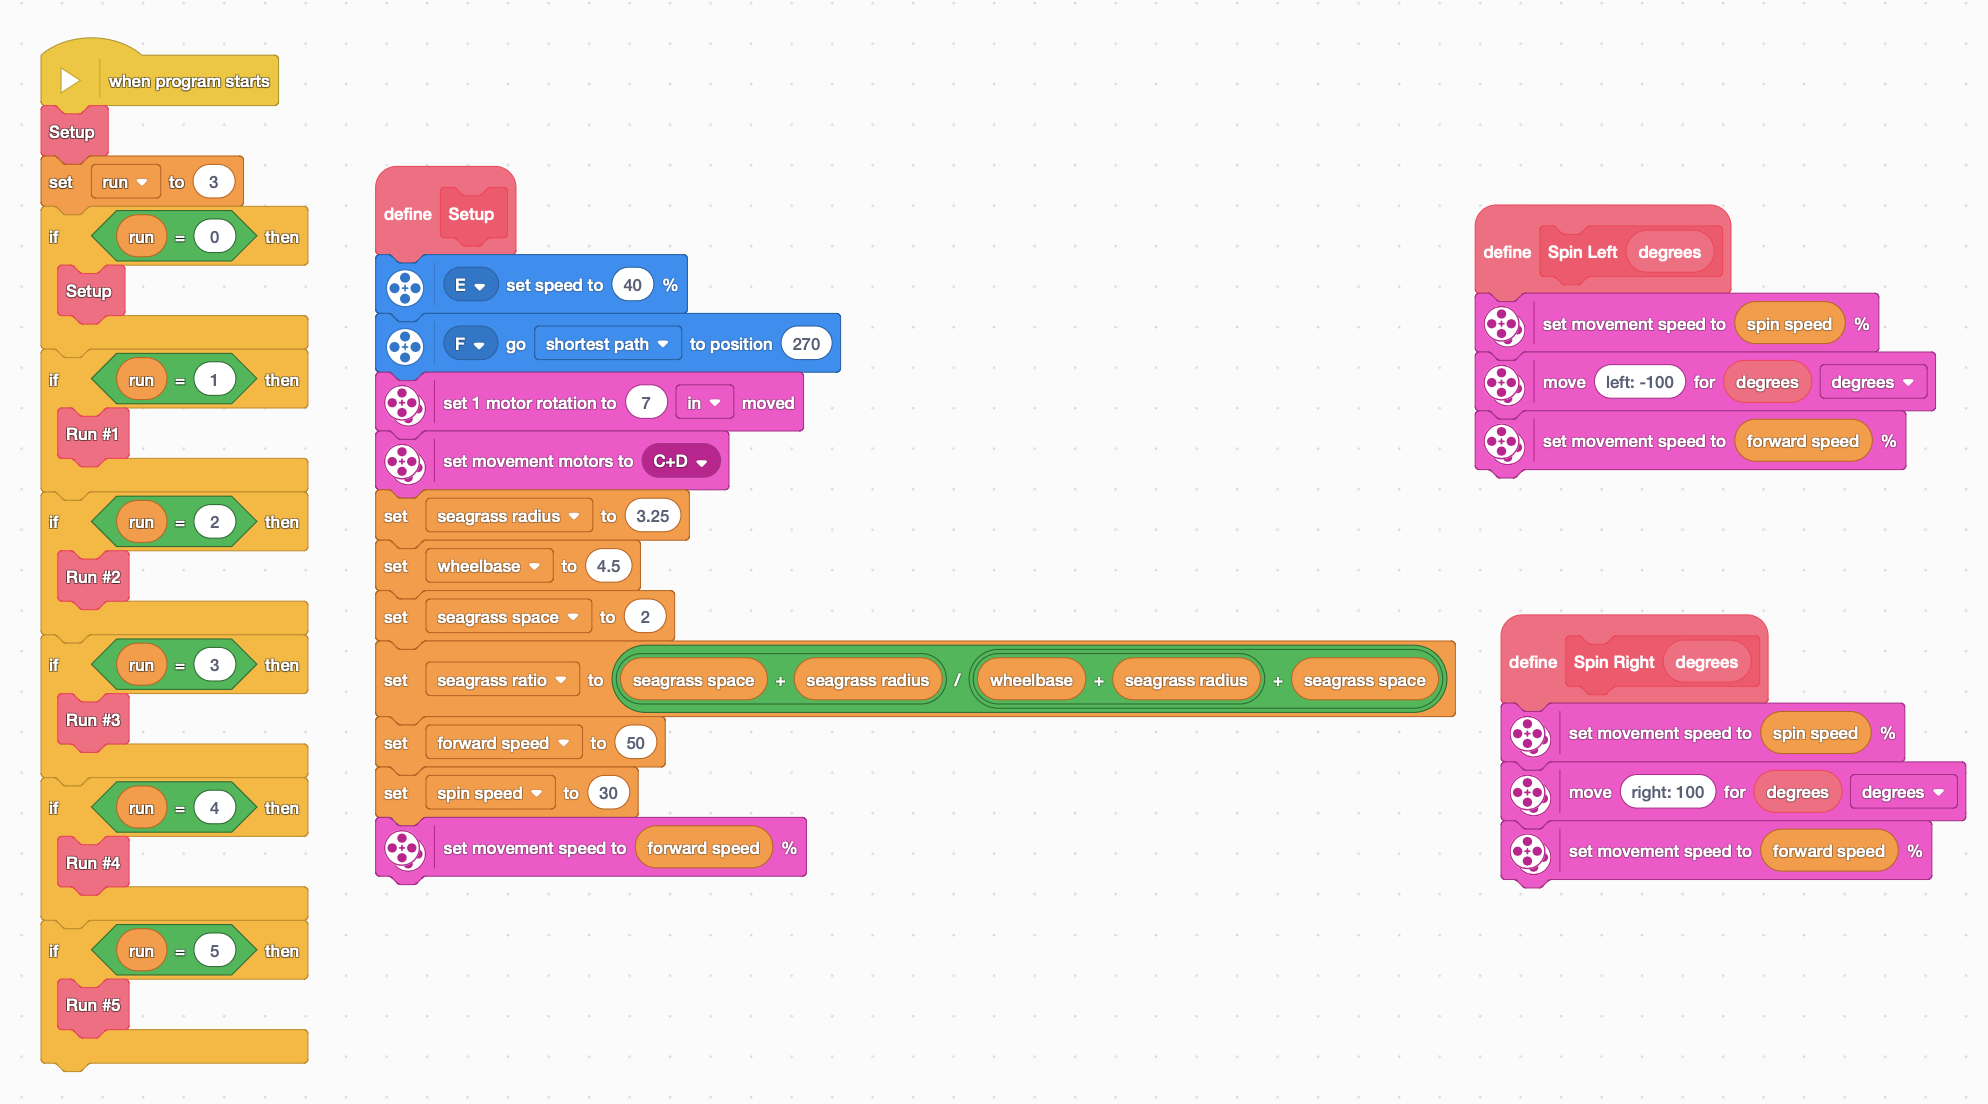 when program starts
Setup
set run to 3
if run = 0 then
Setup
if run = 1 then
Run #1
if run = 2 then
Run #2
if run = 3 then
Run #3
if run = 4 then
Run #4
if run = 5 then
Run #5
define Setup
E set speed to 40 %
F go shortest path to position 270
set 1 motor rotation to 7 in moved
set movement motors to C+D
set seagrass radius to 3.25
set wheelbase to 4.5
set seagrass space to 2
set seagrass ratio to seagrass space + seagrass radius / wheelbase + seagrass radius + seagrass space
set forward speed to 50
set spin speed to 30
set movement speed to forward speed %
define Spin Left degrees
set movement speed to spin speed %
move left: -100 for degrees degrees
set movement speed to forward speed %
define Spin Right degrees
set movement speed to spin speed %
move right: 100 for degrees degrees
set movement speed to forward speed %